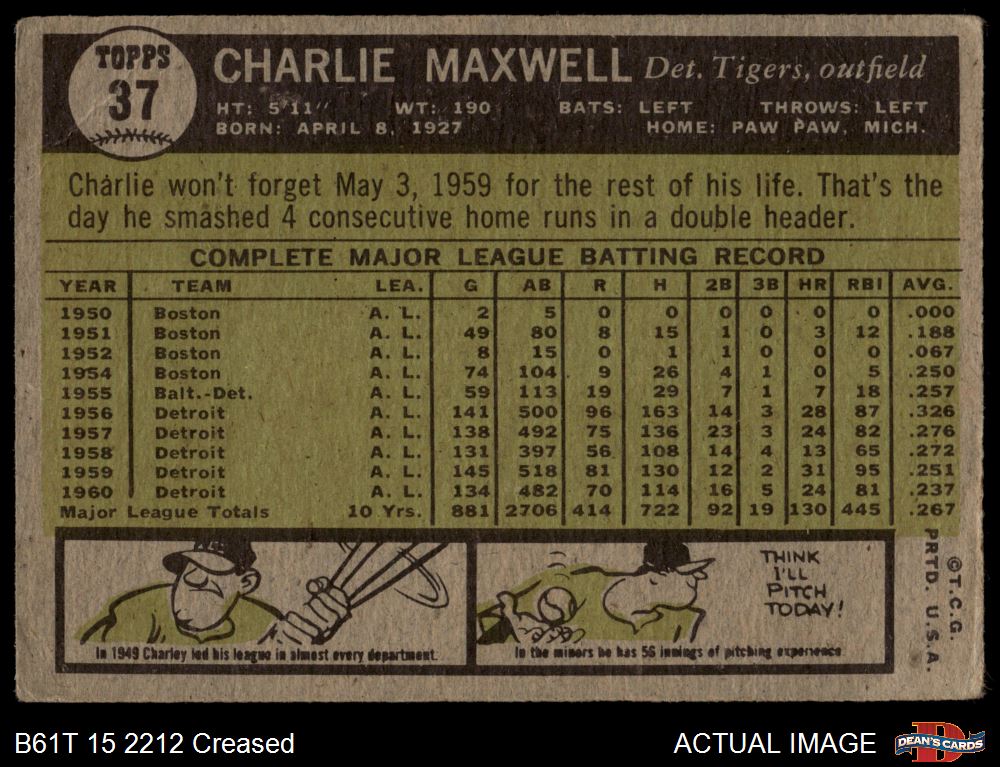 TOPPS
37
CHARLIE MAXWELL Det. Tigers, outfield
HT: 5'11" WT: 190 BATS: LEFT THROWS: LEFT
BORN: APRIL 8, 1927 HOME: PAW PAW, MICH.
Charlie won't forget May 3, 1959 for the rest of his life. That's the
day he smashed 4 consecutive home runs in a double header.
COMPLETE MAJOR LEAGUE BATTING RECORD
YEAR TEAM LEA. G AB R H 2B 3B HR RBI AVG.
1950 Boston A. L. 2 5 0 0 0 0 0 0 .000
1951 Boston A. L. 49 80 8 15 1 0 3 12 .188
1952 Boston A. L. 8 15 0 1 1 0 0 0 .067
1954 Boston A. L. 74 104 9 26 4 1 0 5 .250
1955 Balt.-Det. A. L. 59 113 19 29 7 1 7 18 .257
1956 Detroit A. L. 141 500 96 163 14 3 28 87 .326
1957 Detroit A. L. 138 492 75 136 23 3 24 82 .276
1958 Detroit A. L. 131 397 56 108 14 4 13 65 .272
1959 Detroit A. L. 145 518 81 130 12 2 31 95 .251
1960 Detroit A. L. 134 482 70 114 16 5 24 81 .237
Major League Totals 10 Yrs. 881 2706 414 722 92 19 130 445 .267
In 1949 Charley led his league in almost every department.
THINK
I'LL
PITCH
TODAY!
In the minors he has 56 innings of pitching experience
©T.C.G.
PRTD. U.S.A.
B61T 15 2212 Creased
ACTUAL IMAGE
DEAN'S CARDS